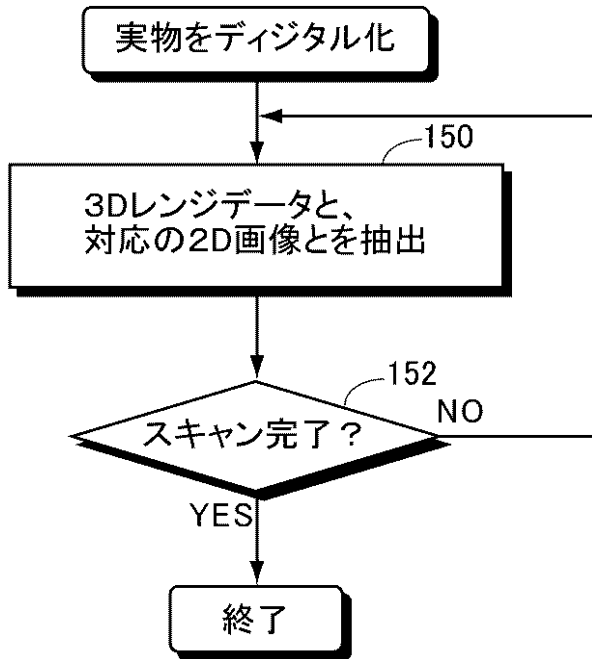 実物をディジタル化
150
3Dレンジデータと、
対応の2D画像とを抽出
152
スキャン完了？
NO
YES
終了